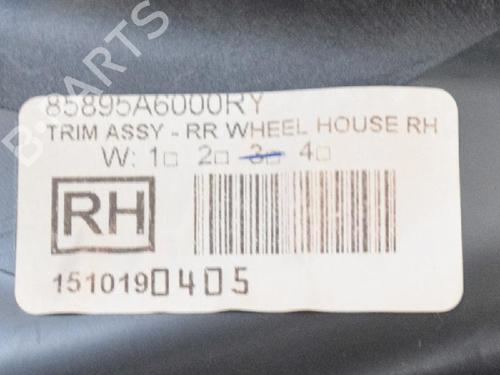 B-PARTS
85895A6000RY
TRIM ASSY - RR WHEEL HOUSE RH
W: 1□ 2□ 3□ 4□
RH
1510190405